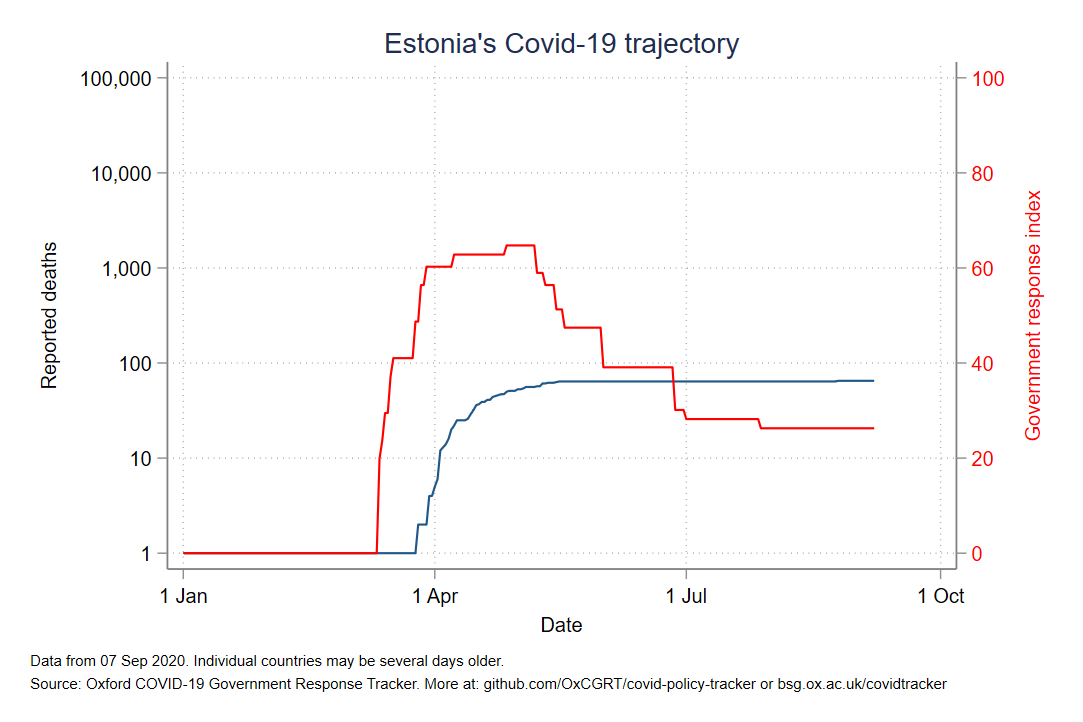 Estonia's Covid-19 trajectory
100,000
10,000
1,000
100
10
1
Reported deaths
100
80
60
40
20
0
Government response index
1 Jan
1 Apr
1 Jul
1 Oct
Date
Data from 07 Sep 2020. Individual countries may be several days older.
Source: Oxford COVID-19 Government Response Tracker. More at: github.com/OxCGRT/covid-policy-tracker or bsg.ox.ac.uk/covidtracker